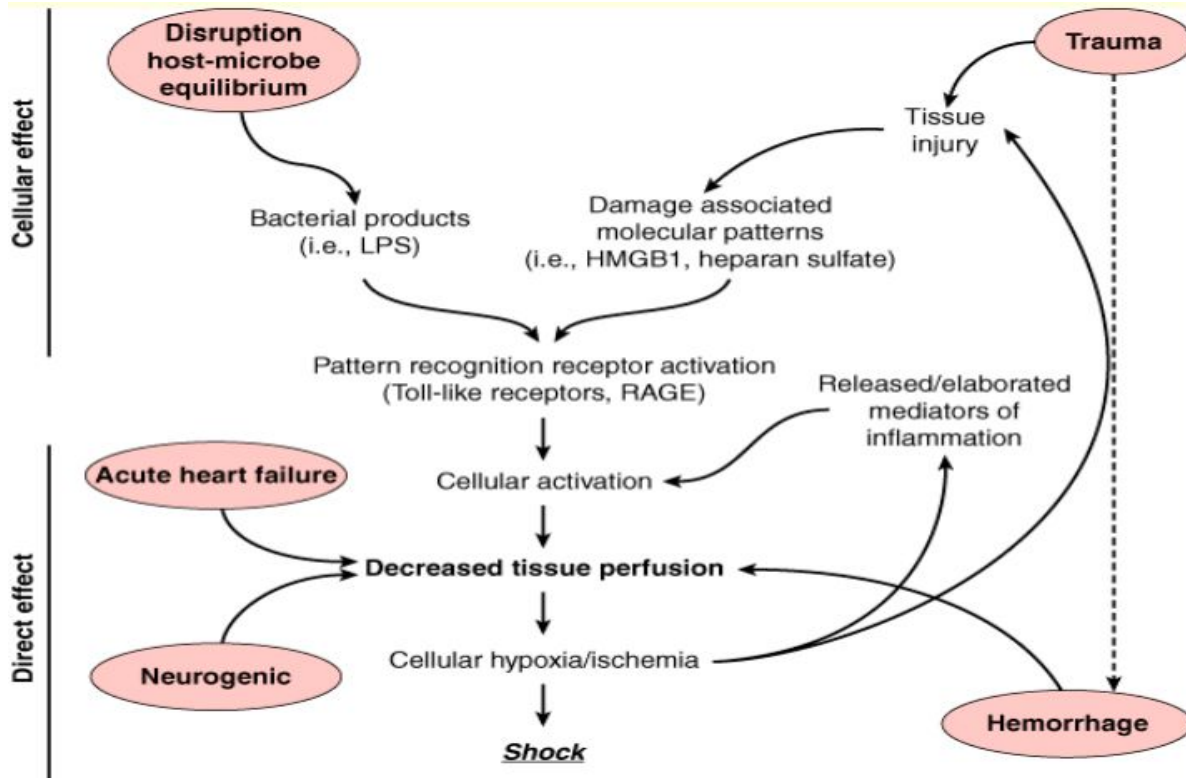 Disruption
host-microbe
equilibrium
Trauma
Tissue
injury
Cellular effect
Bacterial products
(i.e., LPS)
Damage associated
molecular patterns
(i.e., HMGB1, heparan sulfate)
Pattern recognition receptor activation
(Toll-like receptors, RAGE)
Released/elaborated
mediators of
inflammation
Acute heart failure
Cellular activation
Direct effect
Decreased tissue perfusion
Neurogenic
Cellular hypoxia/ischemia
Hemorrhage
Shock